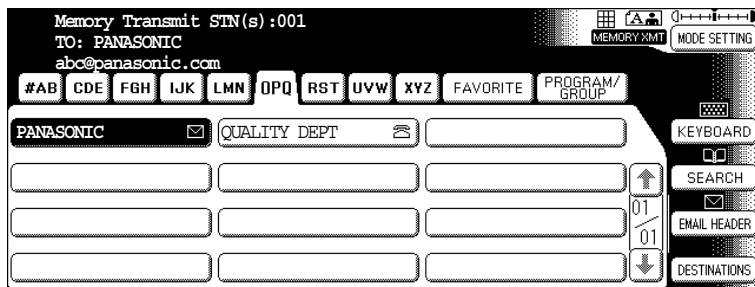 Memory Transmit STN(s):001
TO: PANASONIC
abc@panasonic.com
MEMORY XMT
MODE SETTING
#AB CDE FGH IJK LMN OPQ RST UVW XYZ FAVORITE PROGRAM/
GROUP
PANASONIC QUALITY DEPT
KEYBOARD
SEARCH
EMAIL HEADER
DESTINATIONS
01
01